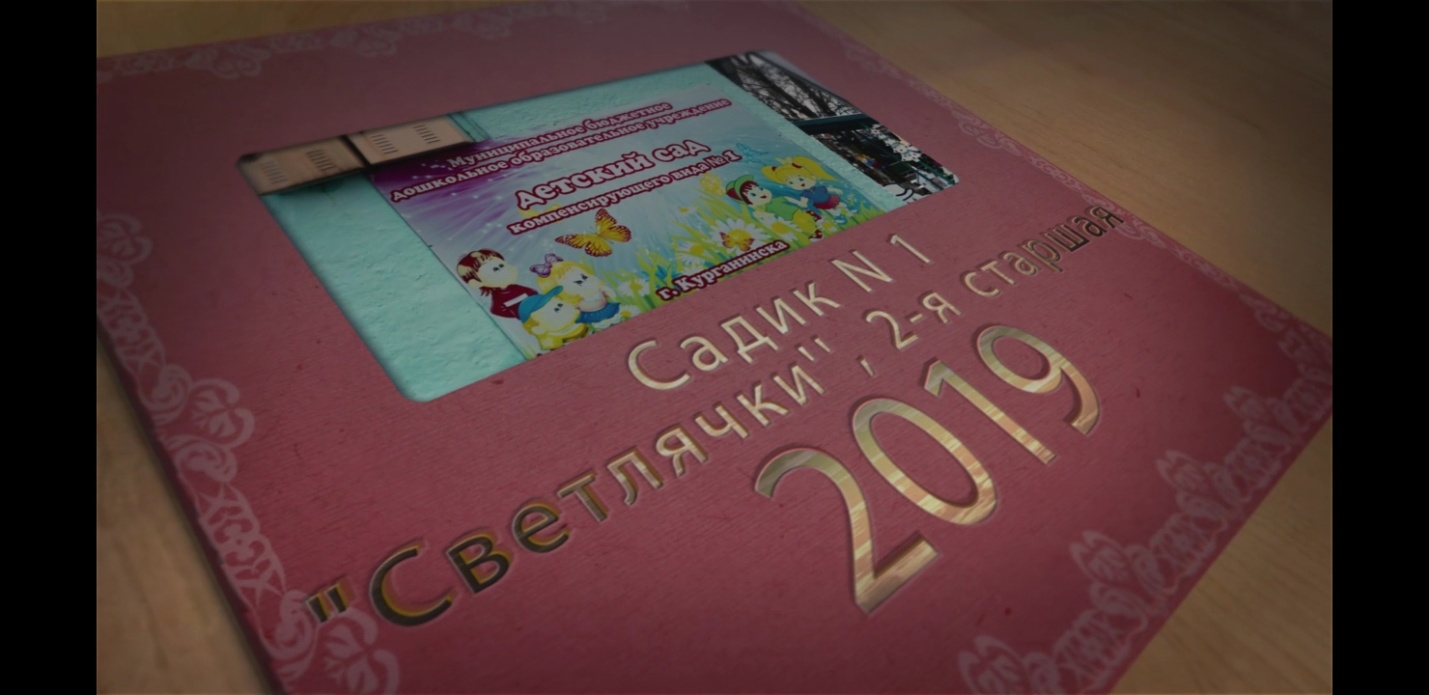 Муниципальное бюджетное
дошкольное образовательное учреждение
детский сад
компенсирующего вида № 1
г. Курганинска
Садик N 1
"Светлячки", 2-я старшая
2019